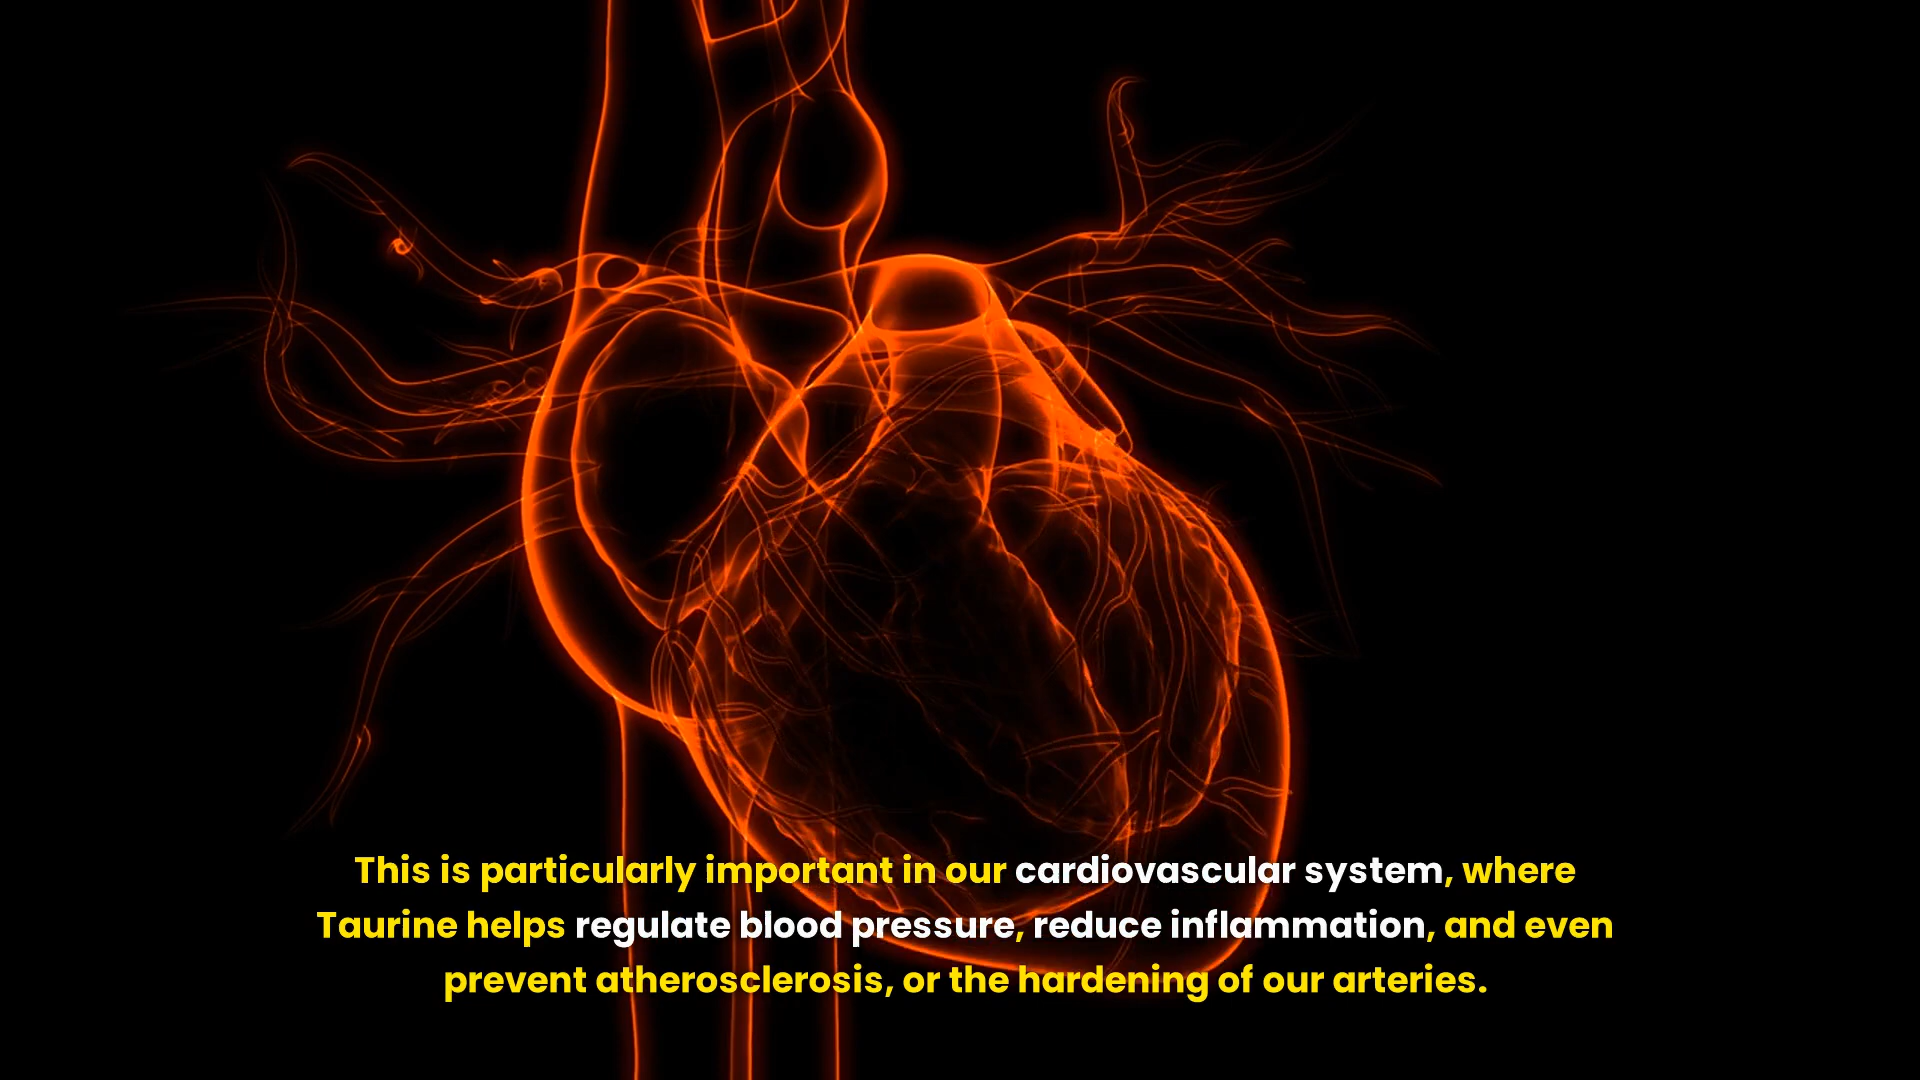 This is particularly important in our cardiovascular system, where
Taurine helps regulate blood pressure, reduce inflammation, and even
prevent atherosclerosis, or the hardening of our arteries.